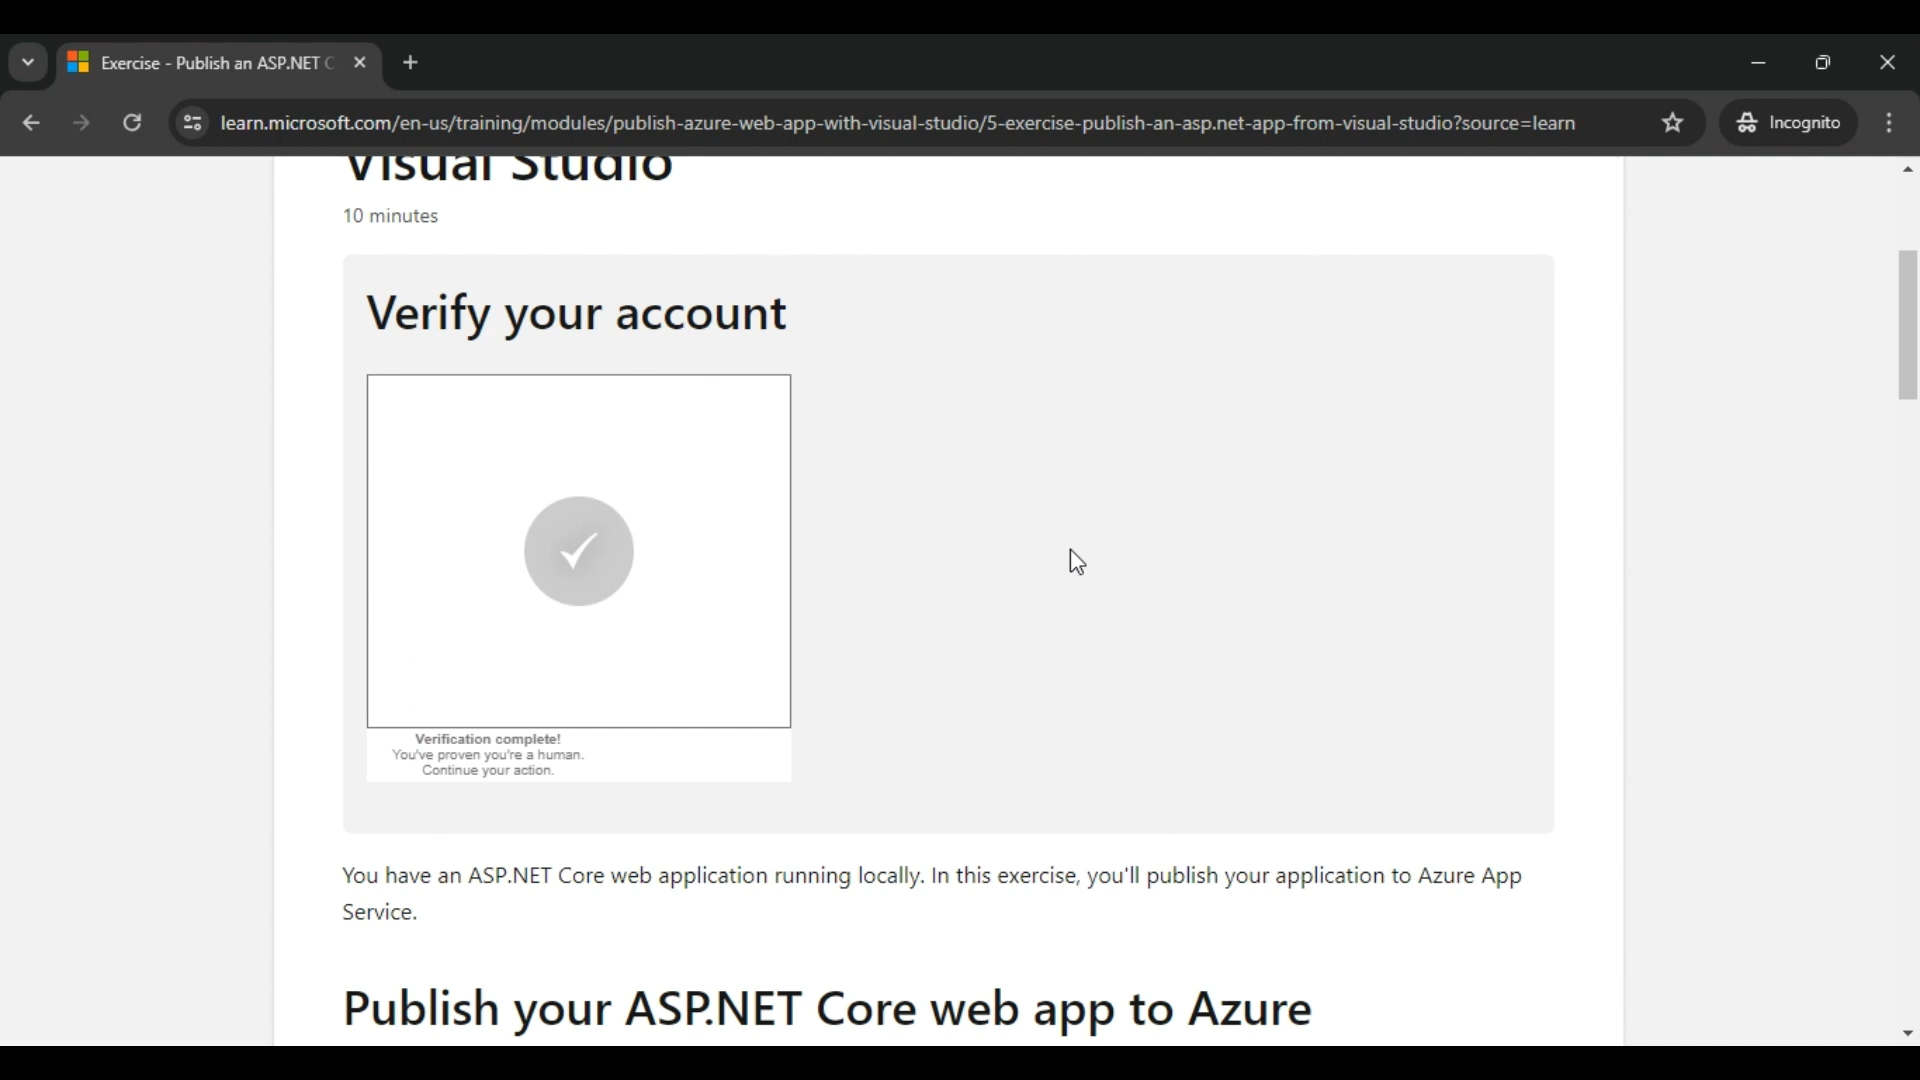 Exercise - Publish an ASP.NET C
learn.microsoft.com/en-us/training/modules/publish-azure-web-app-with-visual-studio/5-exercise-publish-an-asp.net-app-from-visual-studio?source=learn
Incognito
Visual Studio
10 minutes
Verify your account
Verification complete!
You've proven you're a human.
Continue your action.
You have an ASP.NET Core web application running locally. In this exercise, you'll publish your application to Azure App
Service.
Publish your ASP.NET Core web app to Azure